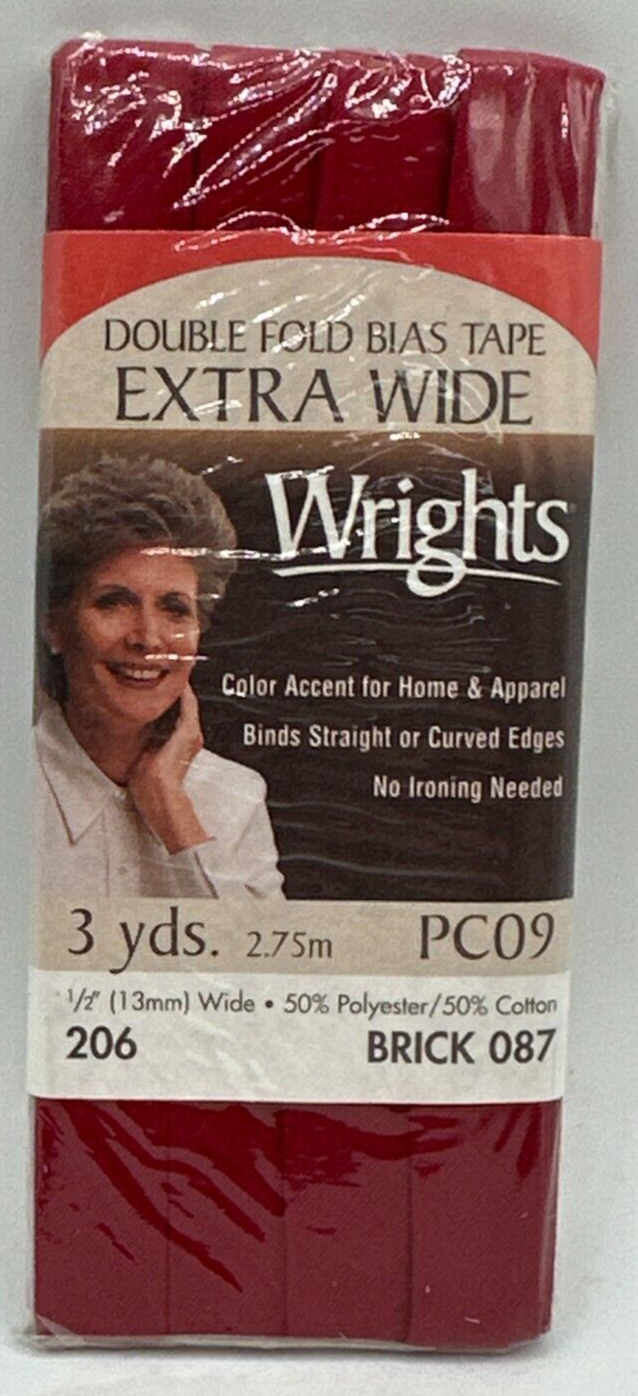 DOUBLE FOLD BIAS TAPE
EXTRA WIDE
Wrights
Color Accent for Home & Apparel
Binds Straight or Curved Edges
No Ironing Needed
3 yds. 2.75m PC09
1/2" (13mm) Wide • 50% Polyester/50% Cotton
206 BRICK 087